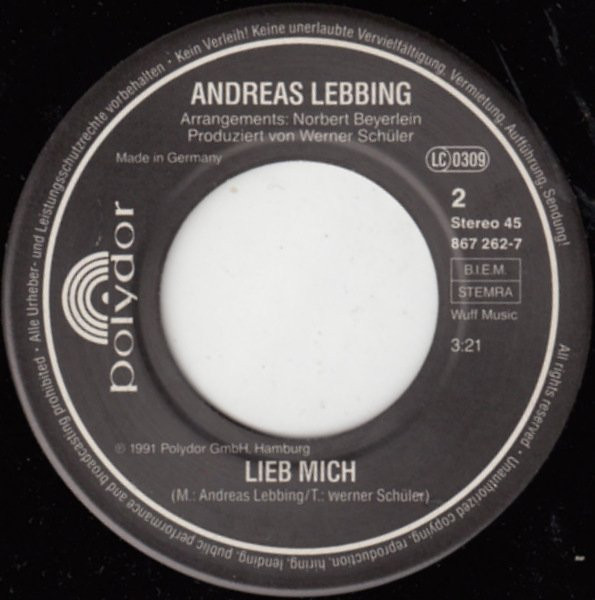 Alle Urheber- und Leistungsschutzrechte vorbehalten · Kein Verleih! Keine unerlaubte Vervielfältigung, Vermietung, Aufführung, Sendung!
ANDREAS LEBBING
Arrangements: Norbert Beyerlein
Produziert von Werner Schüler
Made in Germany
LC 0309
2
Stereo 45
867 262-7
B.I.E.M.
STEMRA
Wuff Music
3:21
polydor
℗ 1991 Polydor GmbH, Hamburg
LIEB MICH
(M.: Andreas Lebbing/T.: Werner Schüler)
All rights reserved · Unauthorized copying, reproduction, hiring, lending, public performance and broadcasting prohibited ·